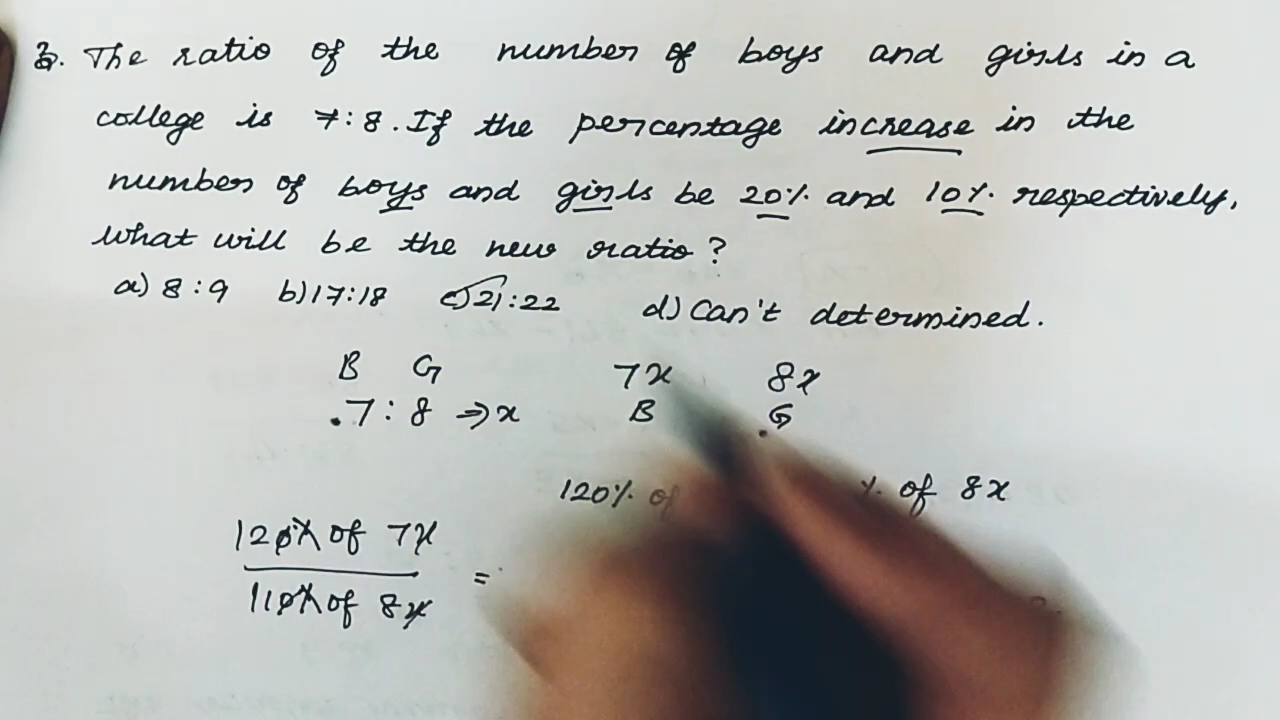 3. The ratio of the number of boys and girls in a
college is 7:8. If the percentage increase in the
number of boys and girls be 20% and 10% respectively,
what will be the new ratio?
a) 8:9 b) 17:18 c) 21:22 d) Can't determined.
B G 7x 8x
7:8 ⇒ x B G
120% of % of 8x
120% of 7x
110% of 8x
=